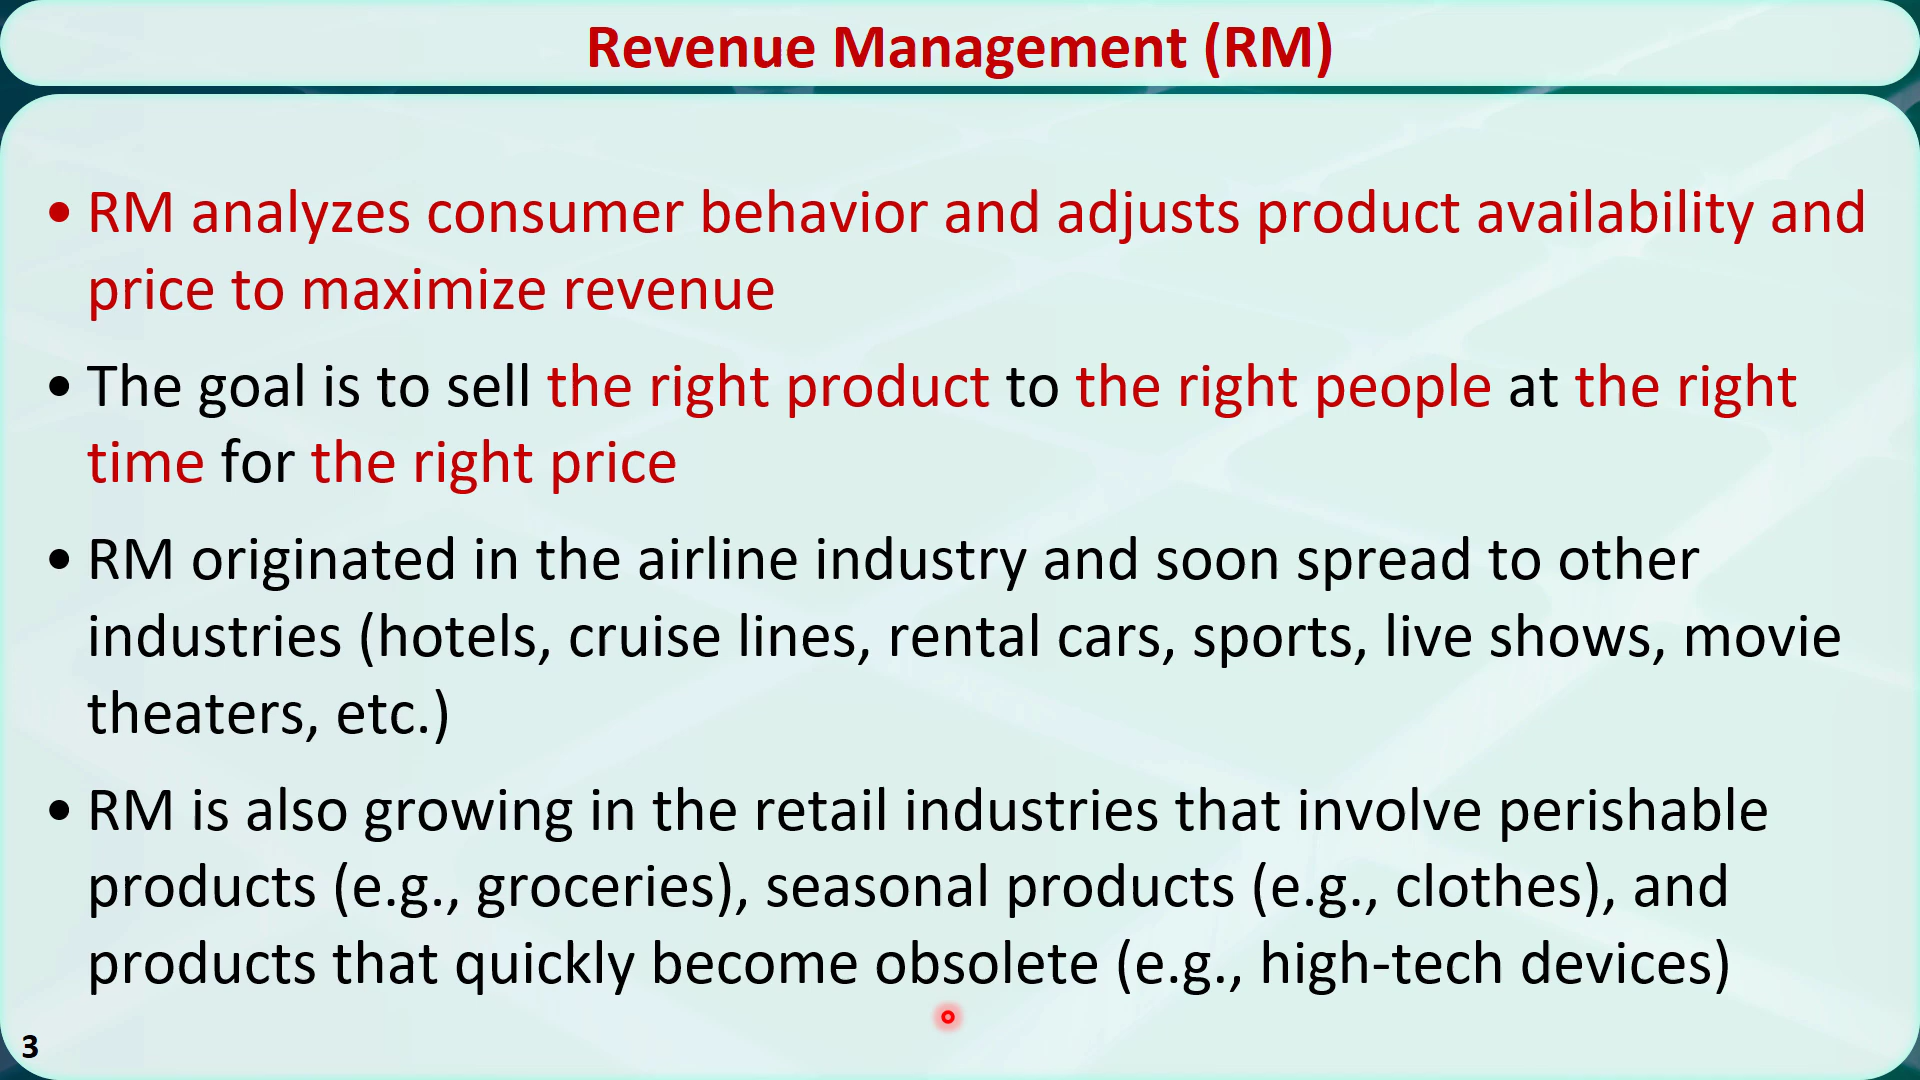 Revenue Management (RM)
• RM analyzes consumer behavior and adjusts product availability and
price to maximize revenue
• The goal is to sell the right product to the right people at the right
time for the right price
• RM originated in the airline industry and soon spread to other
industries (hotels, cruise lines, rental cars, sports, live shows, movie
theaters, etc.)
• RM is also growing in the retail industries that involve perishable
products (e.g., groceries), seasonal products (e.g., clothes), and
products that quickly become obsolete (e.g., high-tech devices)
3